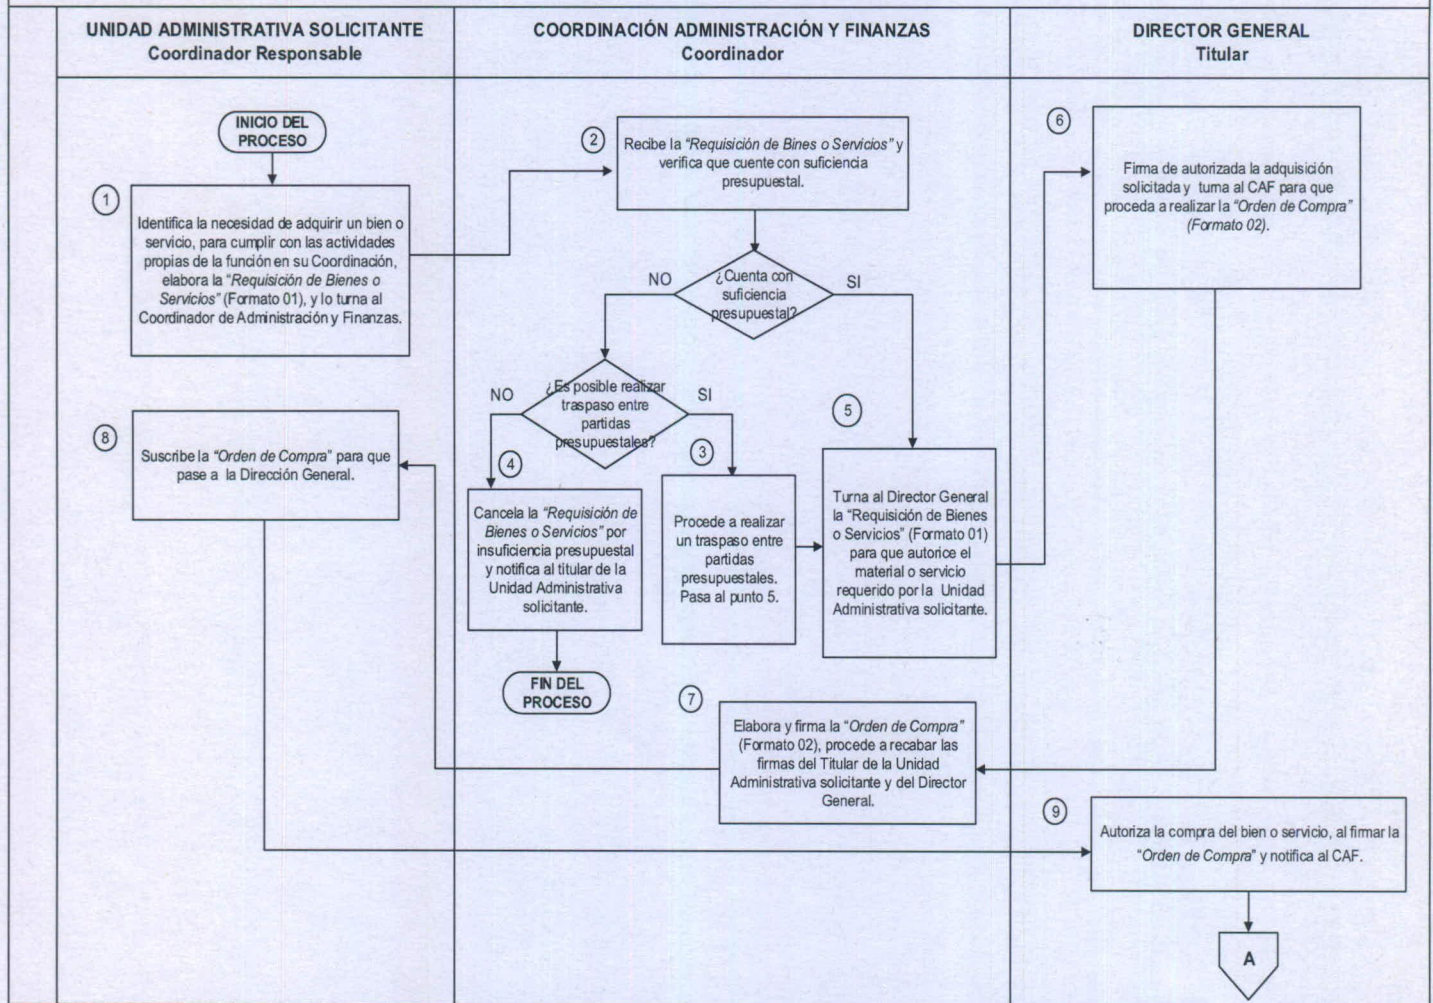 UNIDAD ADMINISTRATIVA SOLICITANTE
Coordinador Responsable
COORDINACIÓN ADMINISTRACIÓN Y FINANZAS
Coordinador
DIRECTOR GENERAL
Titular
INICIO DEL
PROCESO
1
Identifica la necesidad de adquirir un bien o
servicio, para cumplir con las actividades
propias de la función en su Coordinación,
elabora la "Requisición de Bienes o
Servicios" (Formato 01), y lo turna al
Coordinador de Administración y Finanzas.
2
Recibe la "Requisición de Bines o Servicios" y
verifica que cuente con suficiencia
presupuestal.
¿Cuenta con
suficiencia
presupuestal?
NO
SI
¿Es posible realizar
traspaso entre
partidas
presupuestales?
NO
SI
4
Cancela la "Requisición de
Bienes o Servicios" por
insuficiencia presupuestal
y notifica al titular de la
Unidad Administrativa
solicitante.
FIN DEL
PROCESO
3
Procede a realizar
un traspaso entre
partidas
presupuestales.
Pasa al punto 5.
5
Turna al Director General
la "Requisición de Bienes
o Servicios" (Formato 01)
para que autorice el
material o servicio
requerido por la Unidad
Administrativa solicitante.
6
Firma de autorizada la adquisición
solicitada y turna al CAF para que
proceda a realizar la "Orden de Compra"
(Formato 02).
7
Elabora y firma la "Orden de Compra"
(Formato 02), procede a recabar las
firmas del Titular de la Unidad
Administrativa solicitante y del Director
General.
8
Suscribe la "Orden de Compra" para que
pase a la Dirección General.
9
Autoriza la compra del bien o servicio, al firmar la
"Orden de Compra" y notifica al CAF.
A